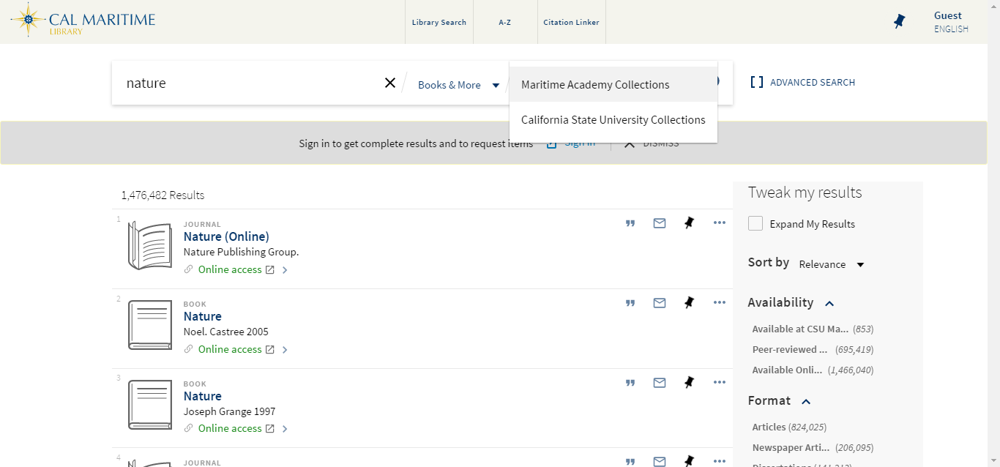 CAL MARITIME
LIBRARY
Library Search
A-Z
Citation Linker
Guest
ENGLISH
nature
Books & More
Maritime Academy Collections
California State University Collections
ADVANCED SEARCH
Sign in to get complete results and to request items Sign in DISMISS
1,476,482 Results
1
JOURNAL
Nature (Online)
Nature Publishing Group.
Online access
2
BOOK
Nature
Noel. Castree 2005
Online access
3
BOOK
Nature
Joseph Grange 1997
Online access
4
JOURNAL
Tweak my results
Expand My Results
Sort by Relevance
Availability
Available at CSU Ma... (853)
Peer-reviewed ... (695,419)
Available Onli... (1,466,040)
Format
Articles (824,025)
Newspaper Arti... (206,095)
Dissertations (141,213)